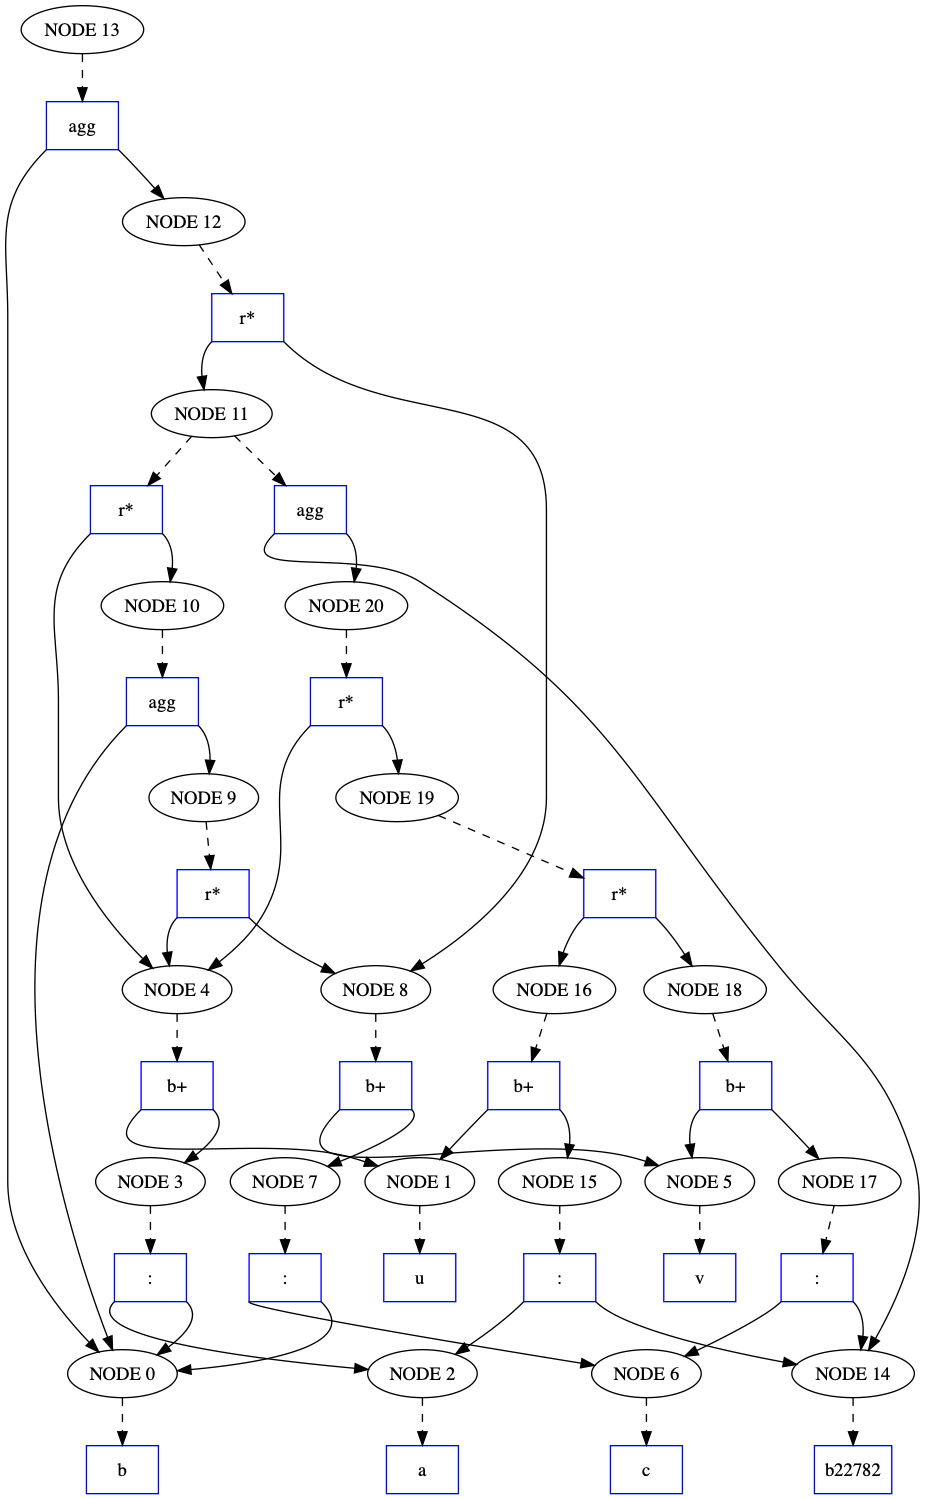 NODE 13
agg
NODE 12
r*
NODE 11
r*
agg
NODE 10
NODE 20
agg
r*
NODE 9
NODE 19
r*
r*
NODE 4
NODE 8
NODE 16
NODE 18
b+
b+
b+
b+
NODE 3
NODE 7
NODE 1
NODE 15
NODE 5
NODE 17
:
:
u
:
v
:
NODE 0
NODE 2
NODE 6
NODE 14
b
a
c
b22782